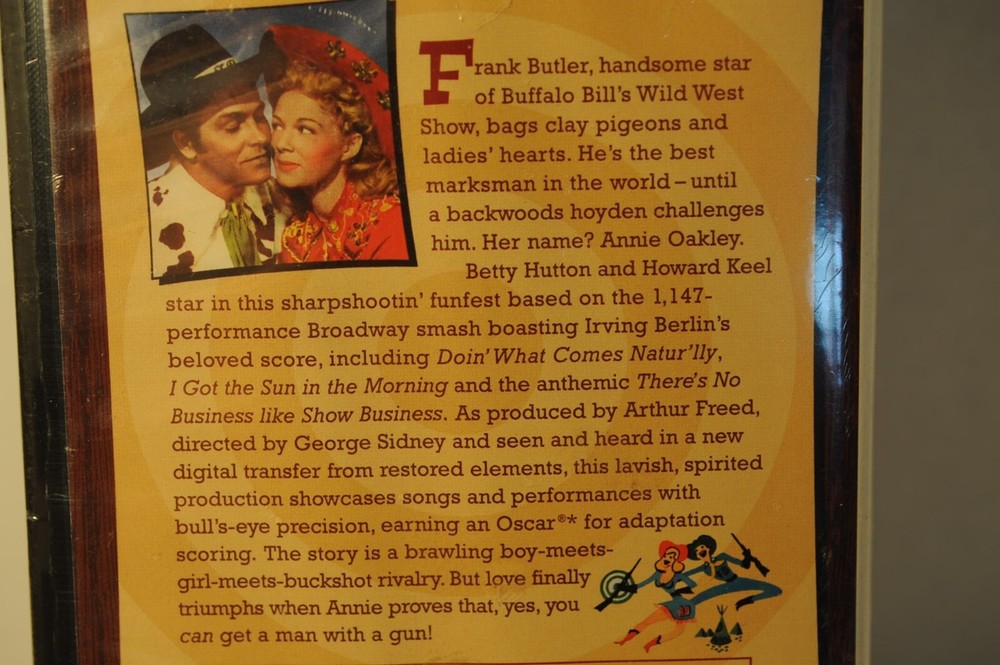 Frank Butler, handsome star
of Buffalo Bill's Wild West
Show, bags clay pigeons and
ladies' hearts. He's the best
marksman in the world – until
a backwoods hoyden challenges
him. Her name? Annie Oakley.
Betty Hutton and Howard Keel
star in this sharpshootin' funfest based on the 1,147-
performance Broadway smash boasting Irving Berlin's
beloved score, including Doin' What Comes Natur'lly,
I Got the Sun in the Morning and the anthemic There's No
Business like Show Business. As produced by Arthur Freed,
directed by George Sidney and seen and heard in a new
digital transfer from restored elements, this lavish, spirited
production showcases songs and performances with
bull's-eye precision, earning an Oscar®* for adaptation
scoring. The story is a brawling boy-meets-
girl-meets-buckshot rivalry. But love finally
triumphs when Annie proves that, yes, you
can get a man with a gun!